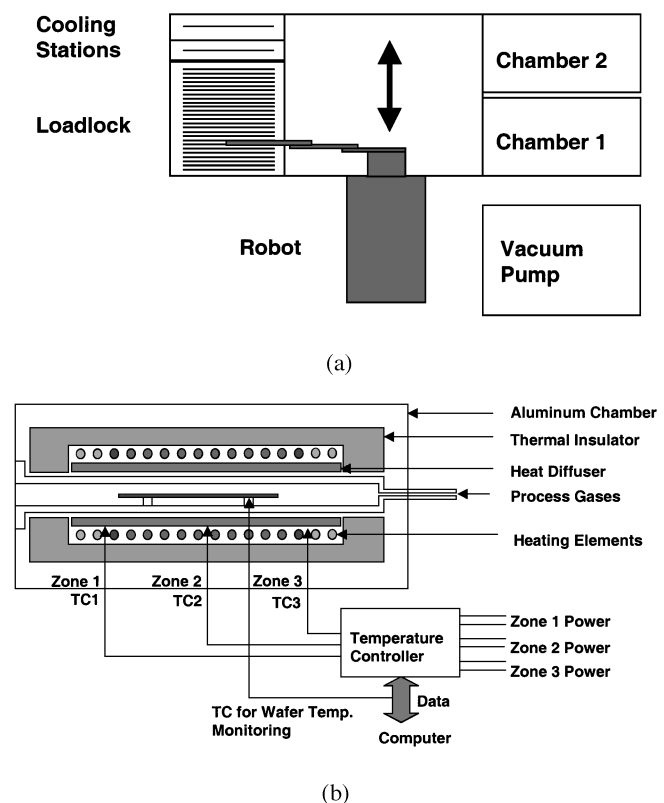 Cooling
Stations
Chamber 2
Loadlock
Chamber 1
Robot
Vacuum
Pump
(a)
Aluminum Chamber
Thermal Insulator
Heat Diffuser
Process Gases
Heating Elements
Zone 1
TC1
Zone 2
TC2
Zone 3
TC3
Temperature
Controller
Zone 1 Power
Zone 2 Power
Zone 3 Power
TC for Wafer Temp.
Monitoring
Data
Computer
(b)